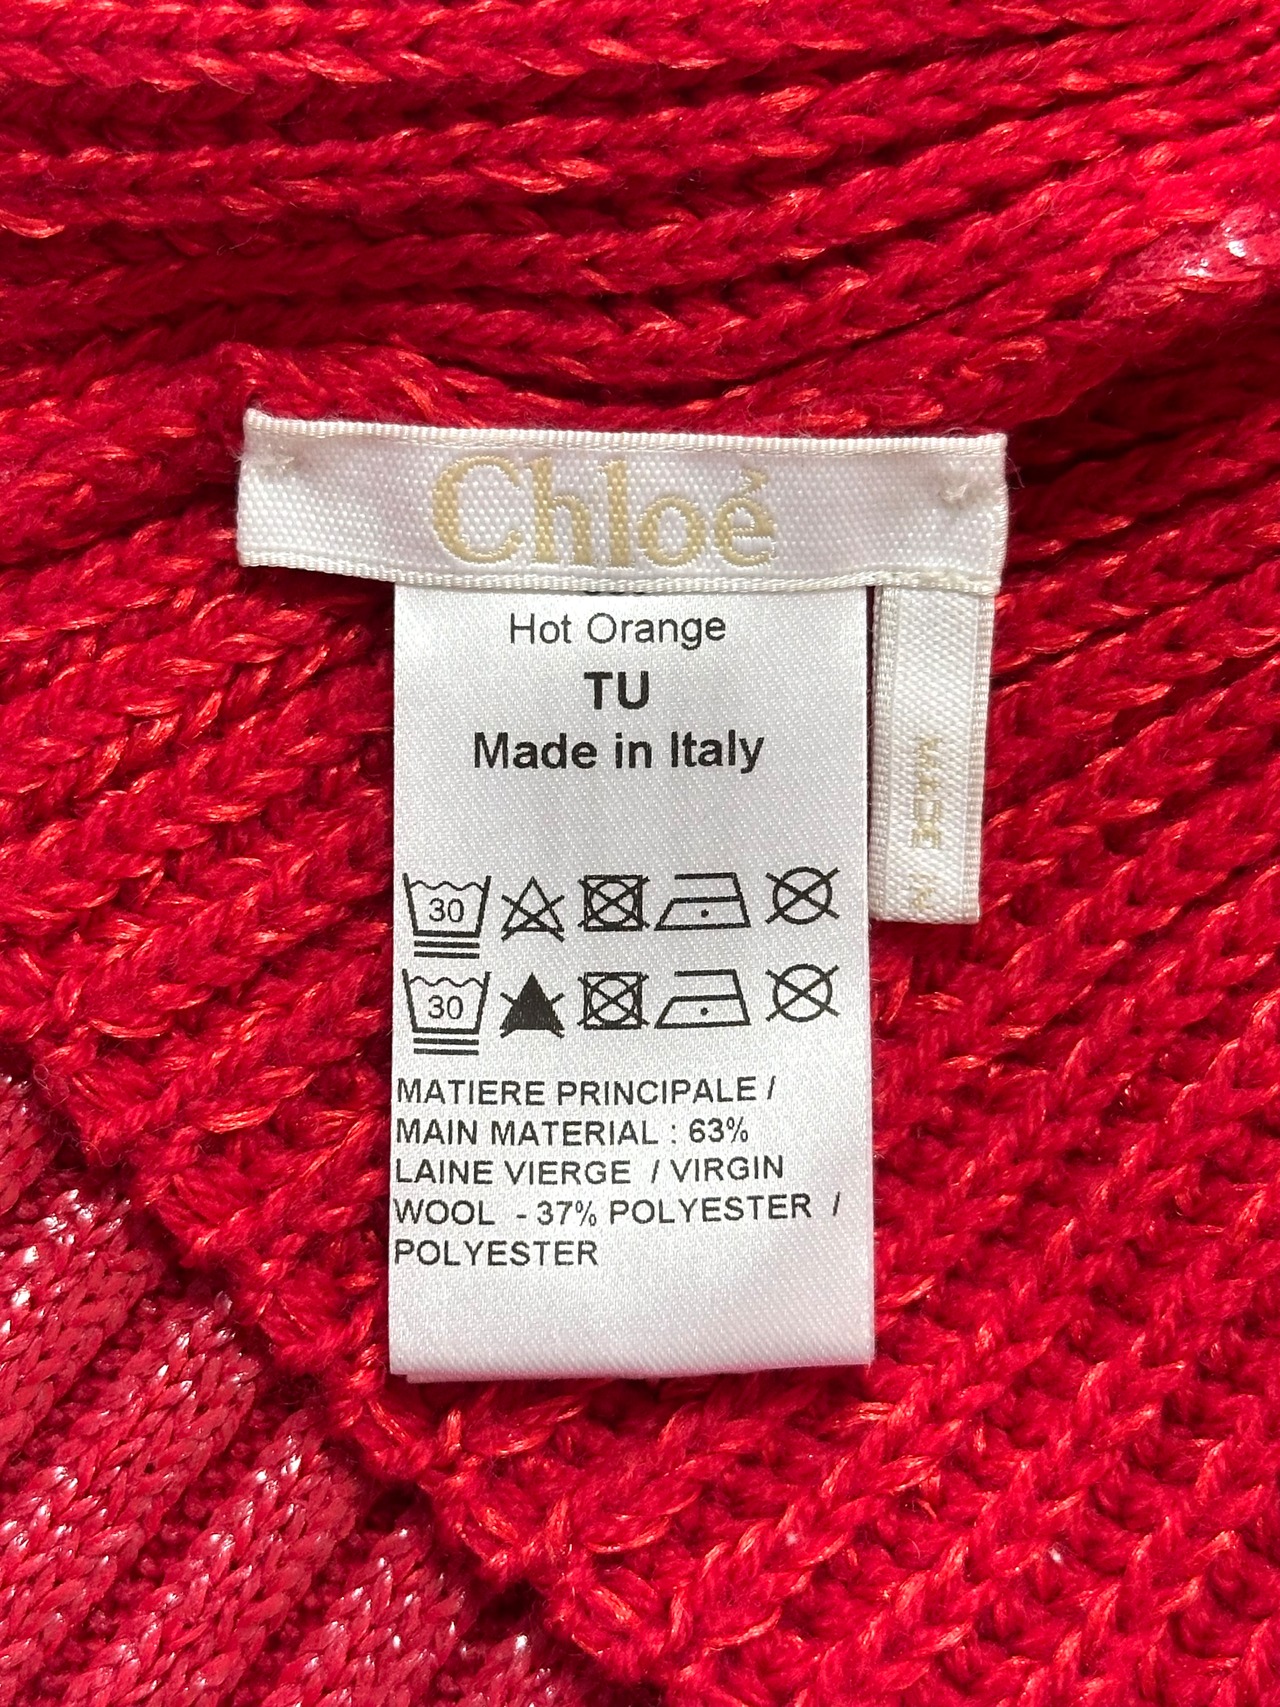 Chloé
Hot Orange
TU
Made in Italy
MADE
30
30
MATIERE PRINCIPALE /
MAIN MATERIAL : 63%
LAINE VIERGE / VIRGIN
WOOL - 37% POLYESTER /
POLYESTER